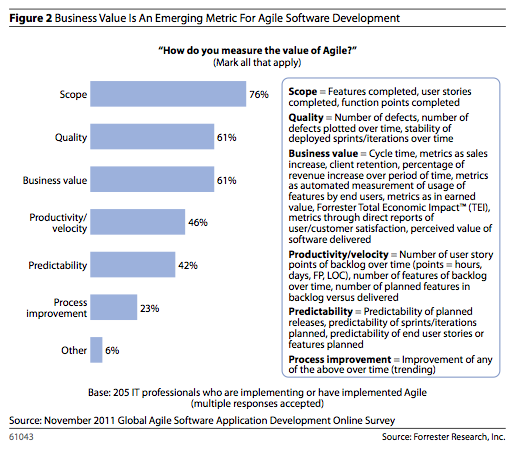 Figure 2 Business Value Is An Emerging Metric For Agile Software Development
“How do you measure the value of Agile?”
(Mark all that apply)
Scope 76%
Quality 61%
Business value 61%
Productivity/
velocity 46%
Predictability 42%
Process
improvement 23%
Other 6%
Scope = Features completed, user stories
completed, function points completed
Quality = Number of defects, number of
defects plotted over time, stability of
deployed sprints/iterations over time
Business value = Cycle time, metrics as sales
increase, client retention, percentage of
revenue increase over period of time, metrics
as automated measurement of usage of
features by end users, metrics as in earned
value, Forrester Total Economic Impact™ (TEI),
metrics through direct reports of
user/customer satisfaction, perceived value of
software delivered
Productivity/velocity = Number of user story
points of backlog over time (points = hours,
days, FP, LOC), number of features of backlog
over time, number of planned features in
backlog versus delivered
Predictability = Predictability of planned
releases, predictability of sprints/iterations
planned, predictability of end user stories or
features planned
Process improvement = Improvement of any
of the above over time (trending)
Base: 205 IT professionals who are implementing or have implemented Agile
(multiple responses accepted)
Source: November 2011 Global Agile Software Application Development Online Survey
61043 Source: Forrester Research, Inc.